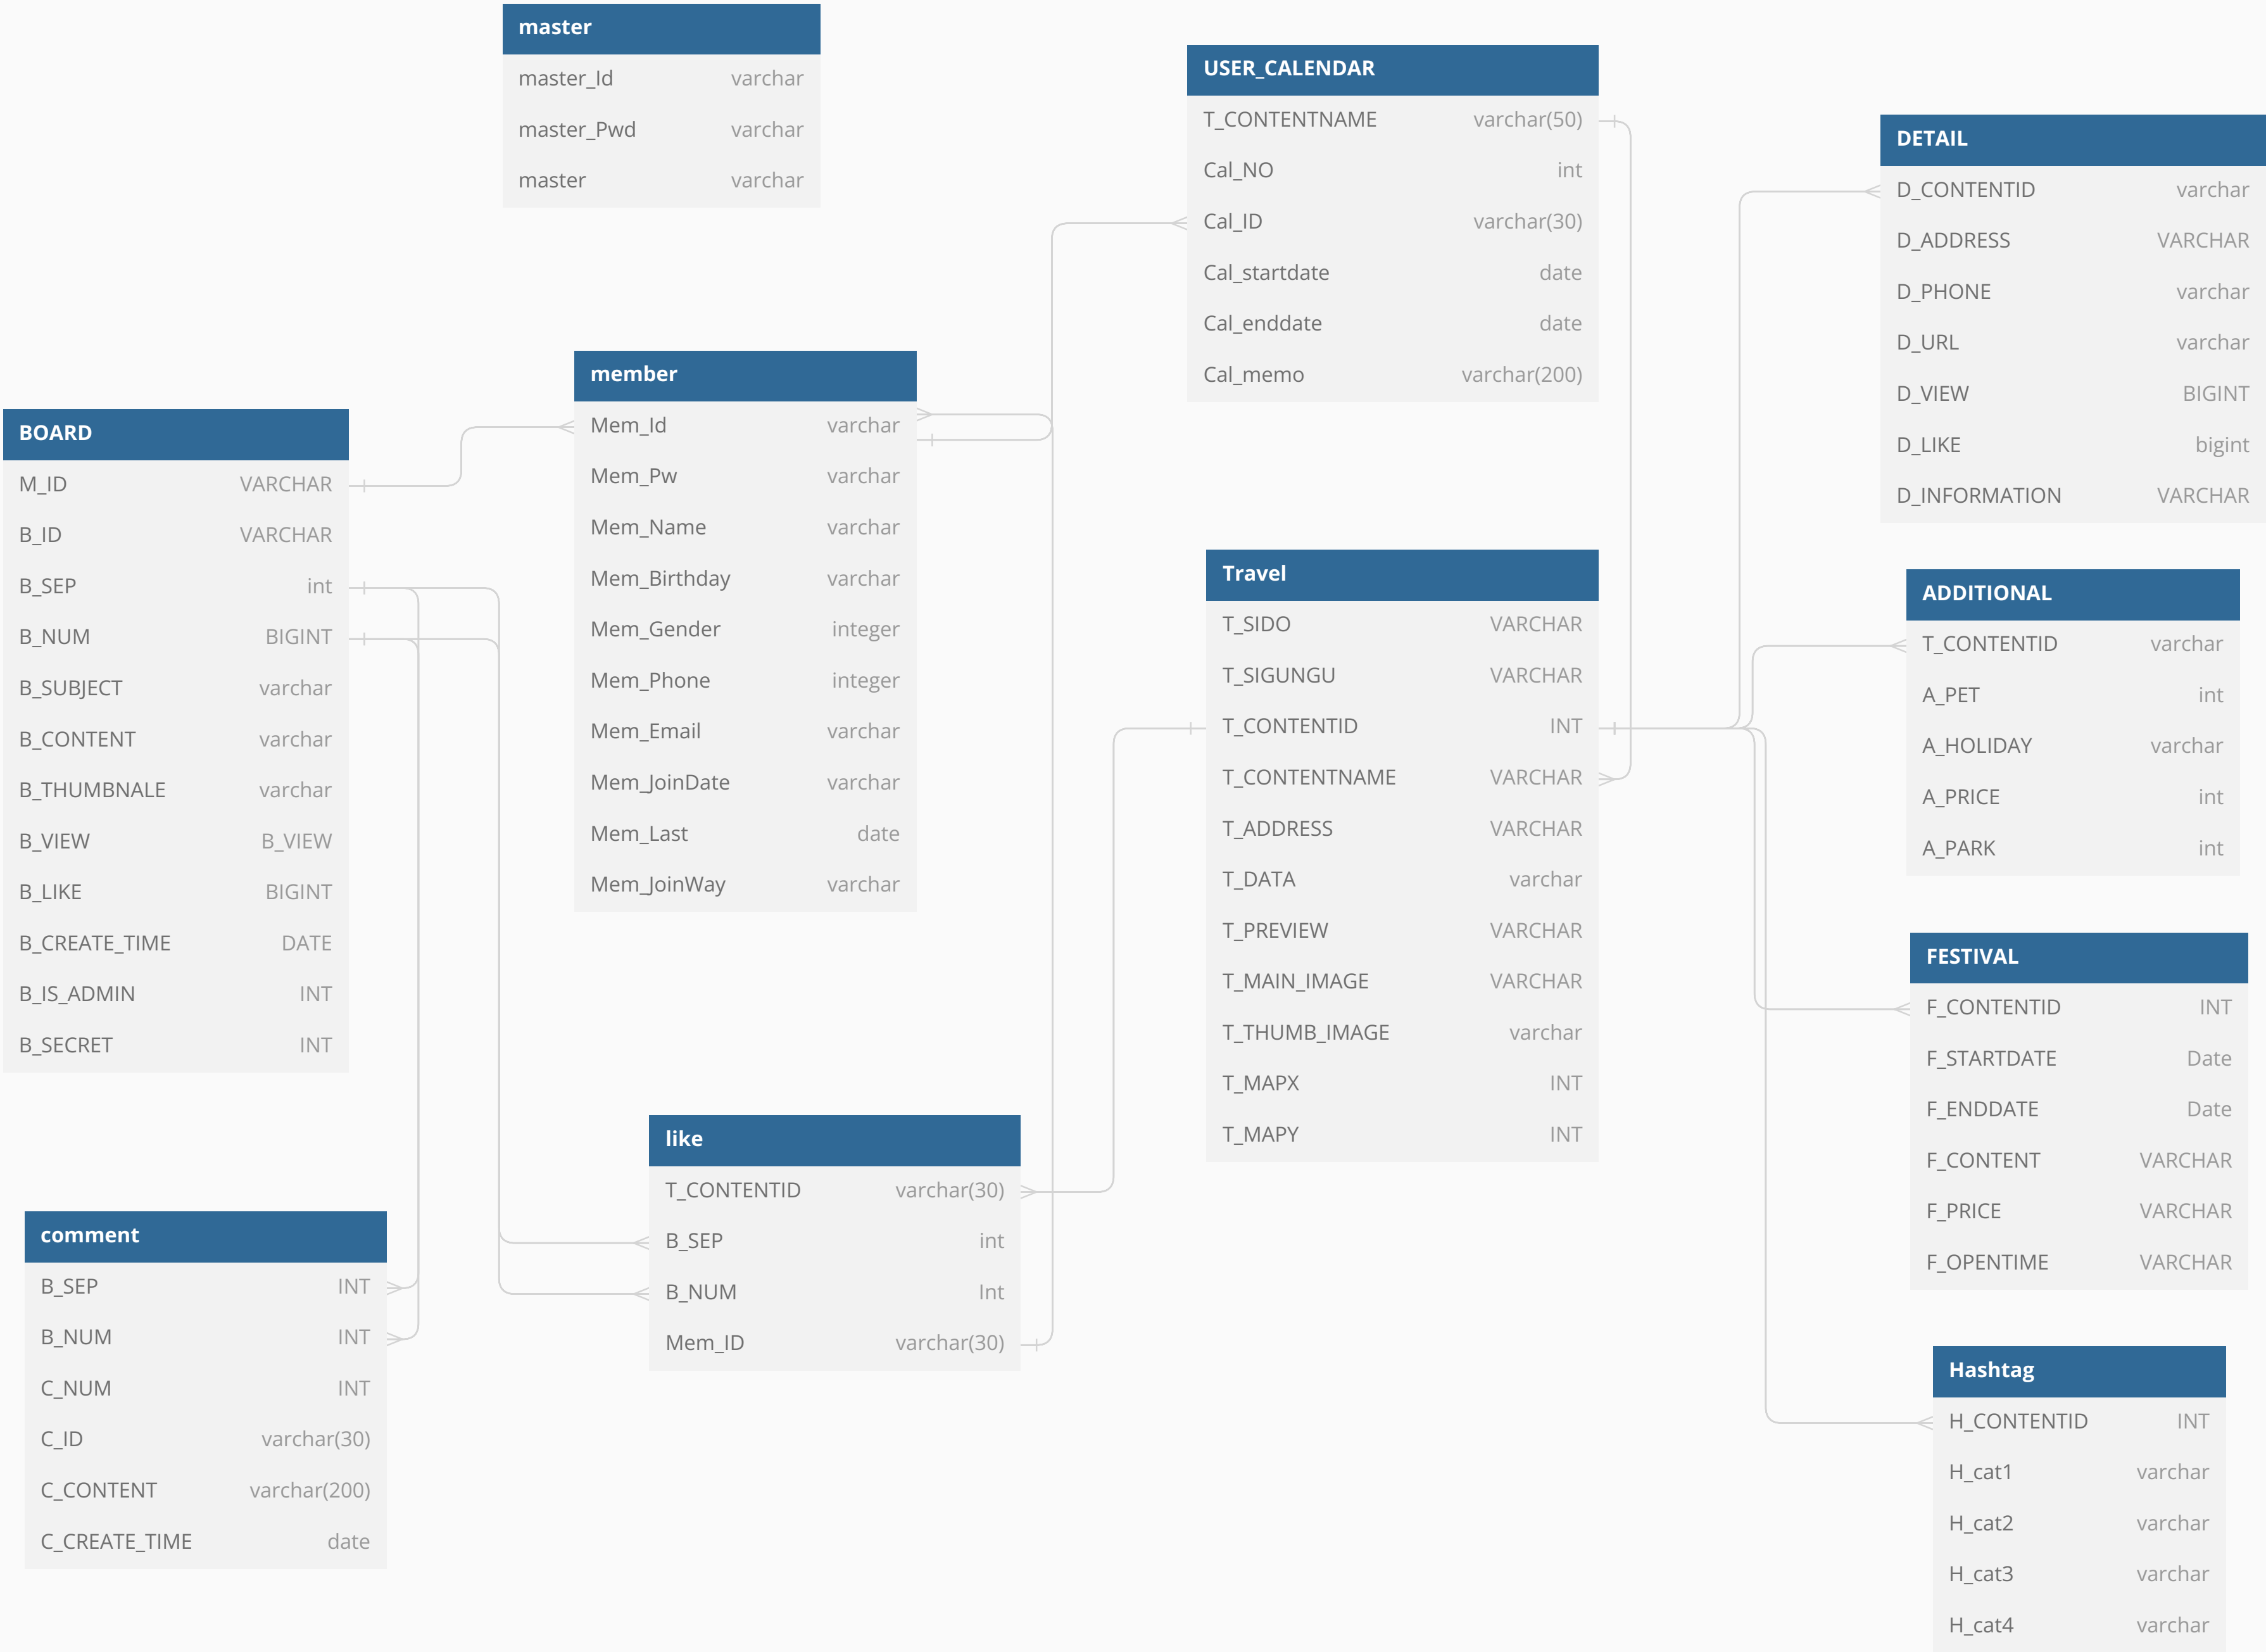 master
master_Id varchar
master_Pwd varchar
master varchar
USER_CALENDAR
T_CONTENTNAME varchar(50)
Cal_NO int
Cal_ID varchar(30)
Cal_startdate date
Cal_enddate date
Cal_memo varchar(200)
DETAIL
D_CONTENTID varchar
D_ADDRESS VARCHAR
D_PHONE varchar
D_URL varchar
D_VIEW BIGINT
D_LIKE bigint
D_INFORMATION VARCHAR
member
Mem_Id varchar
Mem_Pw varchar
Mem_Name varchar
Mem_Birthday varchar
Mem_Gender integer
Mem_Phone integer
Mem_Email varchar
Mem_JoinDate varchar
Mem_Last date
Mem_JoinWay varchar
BOARD
M_ID VARCHAR
B_ID VARCHAR
B_SEP int
B_NUM BIGINT
B_SUBJECT varchar
B_CONTENT varchar
B_THUMBNALE varchar
B_VIEW B_VIEW
B_LIKE BIGINT
B_CREATE_TIME DATE
B_IS_ADMIN INT
B_SECRET INT
Travel
T_SIDO VARCHAR
T_SIGUNGU VARCHAR
T_CONTENTID INT
T_CONTENTNAME VARCHAR
T_ADDRESS VARCHAR
T_DATA varchar
T_PREVIEW VARCHAR
T_MAIN_IMAGE VARCHAR
T_THUMB_IMAGE varchar
T_MAPX INT
T_MAPY INT
ADDITIONAL
T_CONTENTID varchar
A_PET int
A_HOLIDAY varchar
A_PRICE int
A_PARK int
FESTIVAL
F_CONTENTID INT
F_STARTDATE Date
F_ENDDATE Date
F_CONTENT VARCHAR
F_PRICE VARCHAR
F_OPENTIME VARCHAR
like
T_CONTENTID varchar(30)
B_SEP int
B_NUM Int
Mem_ID varchar(30)
comment
B_SEP INT
B_NUM INT
C_NUM INT
C_ID varchar(30)
C_CONTENT varchar(200)
C_CREATE_TIME date
Hashtag
H_CONTENTID INT
H_cat1 varchar
H_cat2 varchar
H_cat3 varchar
H_cat4 varchar